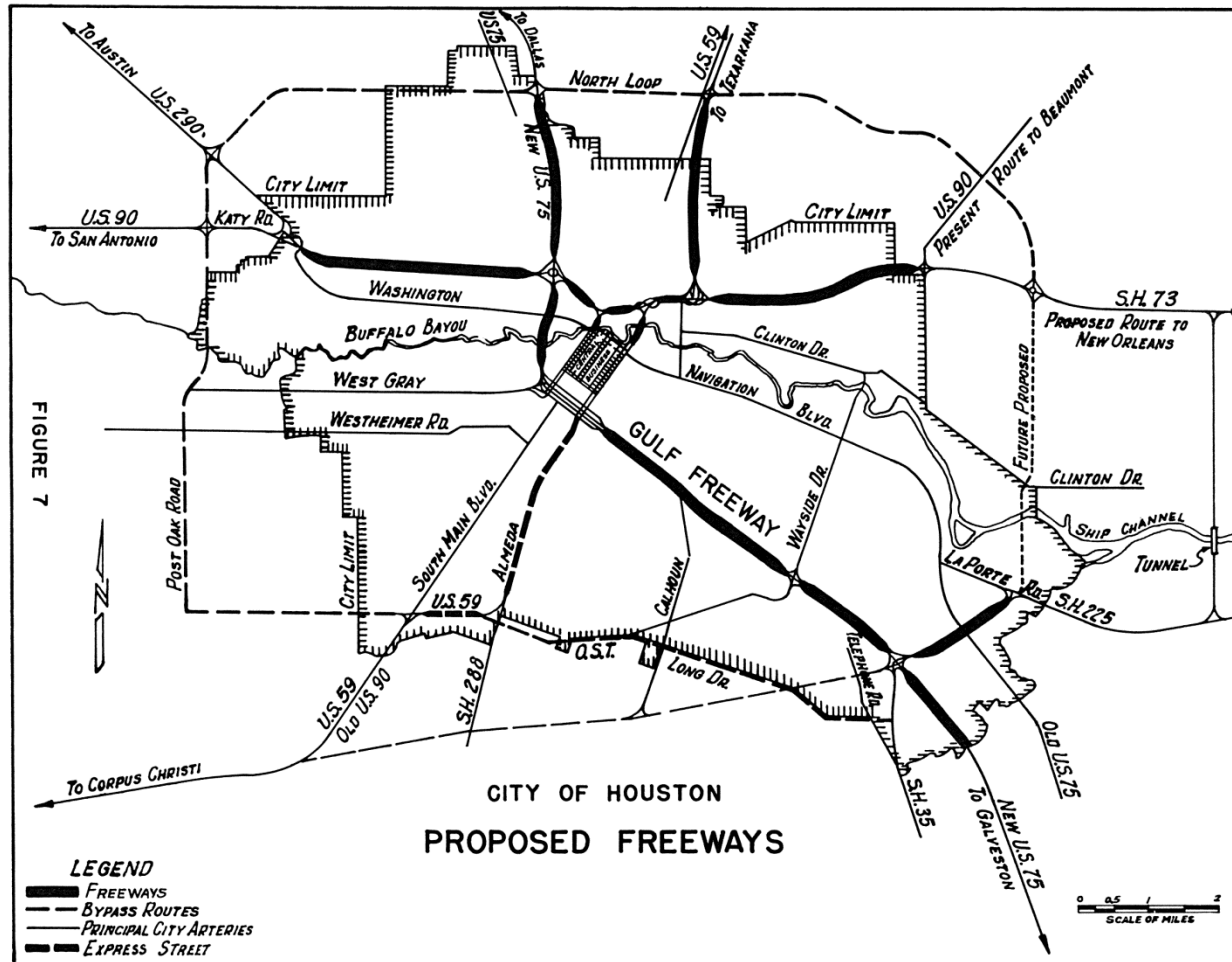 TO AUSTIN
U.S. 290
US 75
TO DALLAS
U.S. 59
TO TEXARKANA
NORTH LOOP
NEW U.S. 75
U.S. 90
PRESENT ROUTE TO BEAUMONT
CITY LIMIT
CITY LIMIT
U.S. 90
KATY RD.
TO SAN ANTONIO
WASHINGTON
BUFFALO BAYOU
CLINTON DR.
S.H. 73
PROPOSED ROUTE TO
NEW ORLEANS
CENTRAL
BUSINESS
WEST GRAY
NAVIGATION BLVD.
WESTHEIMER RD.
FIGURE 7
GULF FREEWAY
WAYSIDE DR.
FUTURE PROPOSED
CLINTON DR.
SHIP CHANNEL
TUNNEL
POST OAK ROAD
CITY LIMIT
SOUTH MAIN BLVD.
ALMEDA
CALHOUN
LA PORTE RD.
S.H. 225
N
U.S. 59
O.S.T.
LONG DR.
TELEPHONE RD.
U.S. 59
OLD U.S. 90
S.H. 288
OLD U.S. 75
TO CORPUS CHRISTI
S.H. 35
NEW U.S. 75
TO GALVESTON
CITY OF HOUSTON
PROPOSED FREEWAYS
LEGEND
FREEWAYS
BYPASS ROUTES
PRINCIPAL CITY ARTERIES
EXPRESS STREET
0 0.5 1 2
SCALE OF MILES